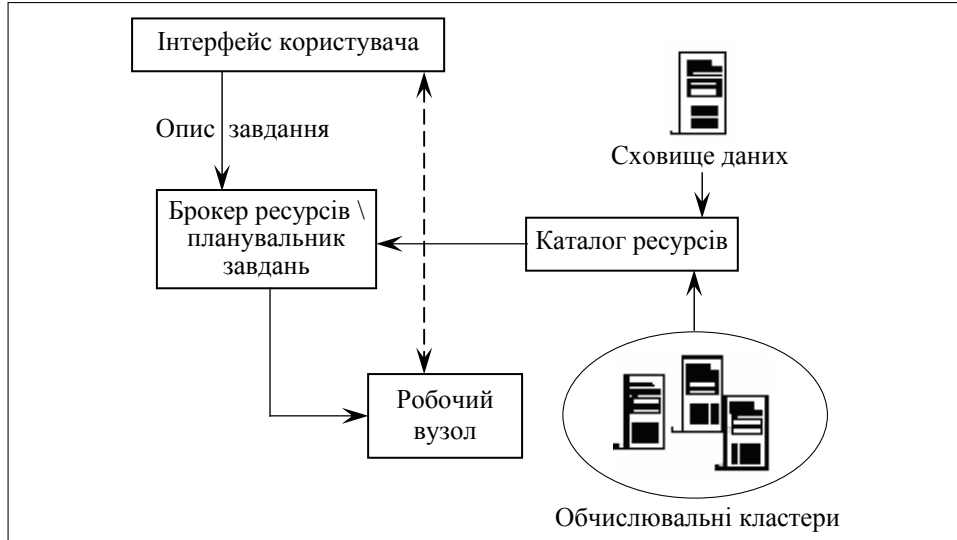 Інтерфейс користувача
Опис завдання
Сховище даних
Брокер ресурсів \
планувальник
завдань
Каталог ресурсів
Робочий
вузол
Обчислювальні кластери